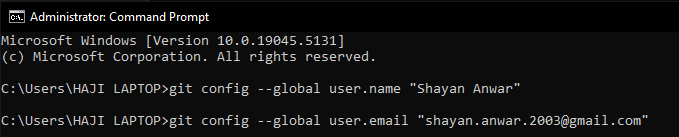 Administrator: Command Prompt
Microsoft Windows [Version 10.0.19045.5131]
(c) Microsoft Corporation. All rights reserved.
C:\Users\HAJI LAPTOP>git config --global user.name "Shayan Anwar"
C:\Users\HAJI LAPTOP>git config --global user.email "shayan.anwar.2003@gmail.com"